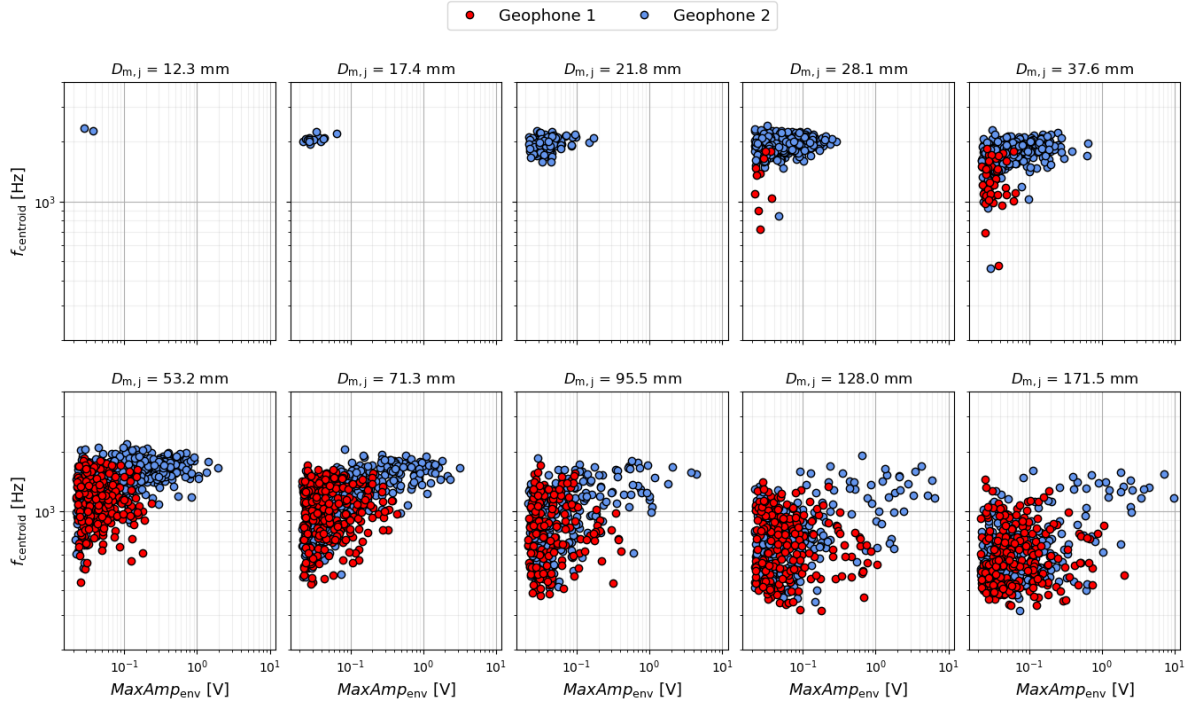 Geophone 1 Geophone 2
D_m,j = 12.3 mm D_m,j = 17.4 mm D_m,j = 21.8 mm D_m,j = 28.1 mm D_m,j = 37.6 mm
f_centroid [Hz]
10^3
D_m,j = 53.2 mm D_m,j = 71.3 mm D_m,j = 95.5 mm D_m,j = 128.0 mm D_m,j = 171.5 mm
f_centroid [Hz]
10^3
10^−1 10^0 10^1 10^−1 10^0 10^1 10^−1 10^0 10^1 10^−1 10^0 10^1 10^−1 10^0 10^1
MaxAmp_env [V] MaxAmp_env [V] MaxAmp_env [V] MaxAmp_env [V] MaxAmp_env [V]